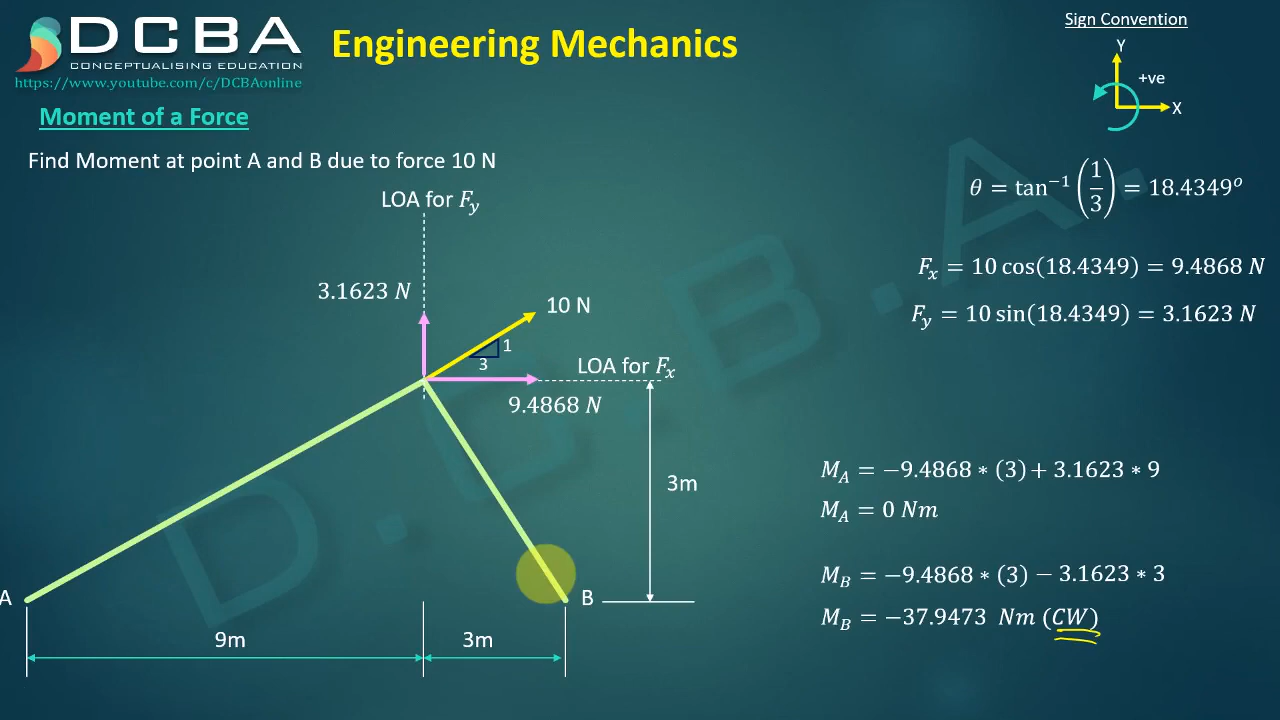 DCBA
CONCEPTUALISING EDUCATION
https://www.youtube.com/c/DCBAonline
Engineering Mechanics
Sign Convention
Y
+ve
X
Moment of a Force
Find Moment at point A and B due to force 10 N
θ = tan⁻¹(1/3) = 18.4349ᵒ
F_x = 10 cos(18.4349) = 9.4868 N
F_y = 10 sin(18.4349) = 3.1623 N
LOA for F_y
3.1623 N
10 N
1
3
LOA for F_x
9.4868 N
3m
A
B
9m
3m
M_A = −9.4868 ∗ (3) + 3.1623 ∗ 9
M_A = 0 Nm
M_B = −9.4868 ∗ (3) − 3.1623 ∗ 3
M_B = −37.9473 Nm (CW)
D.C.B.A.